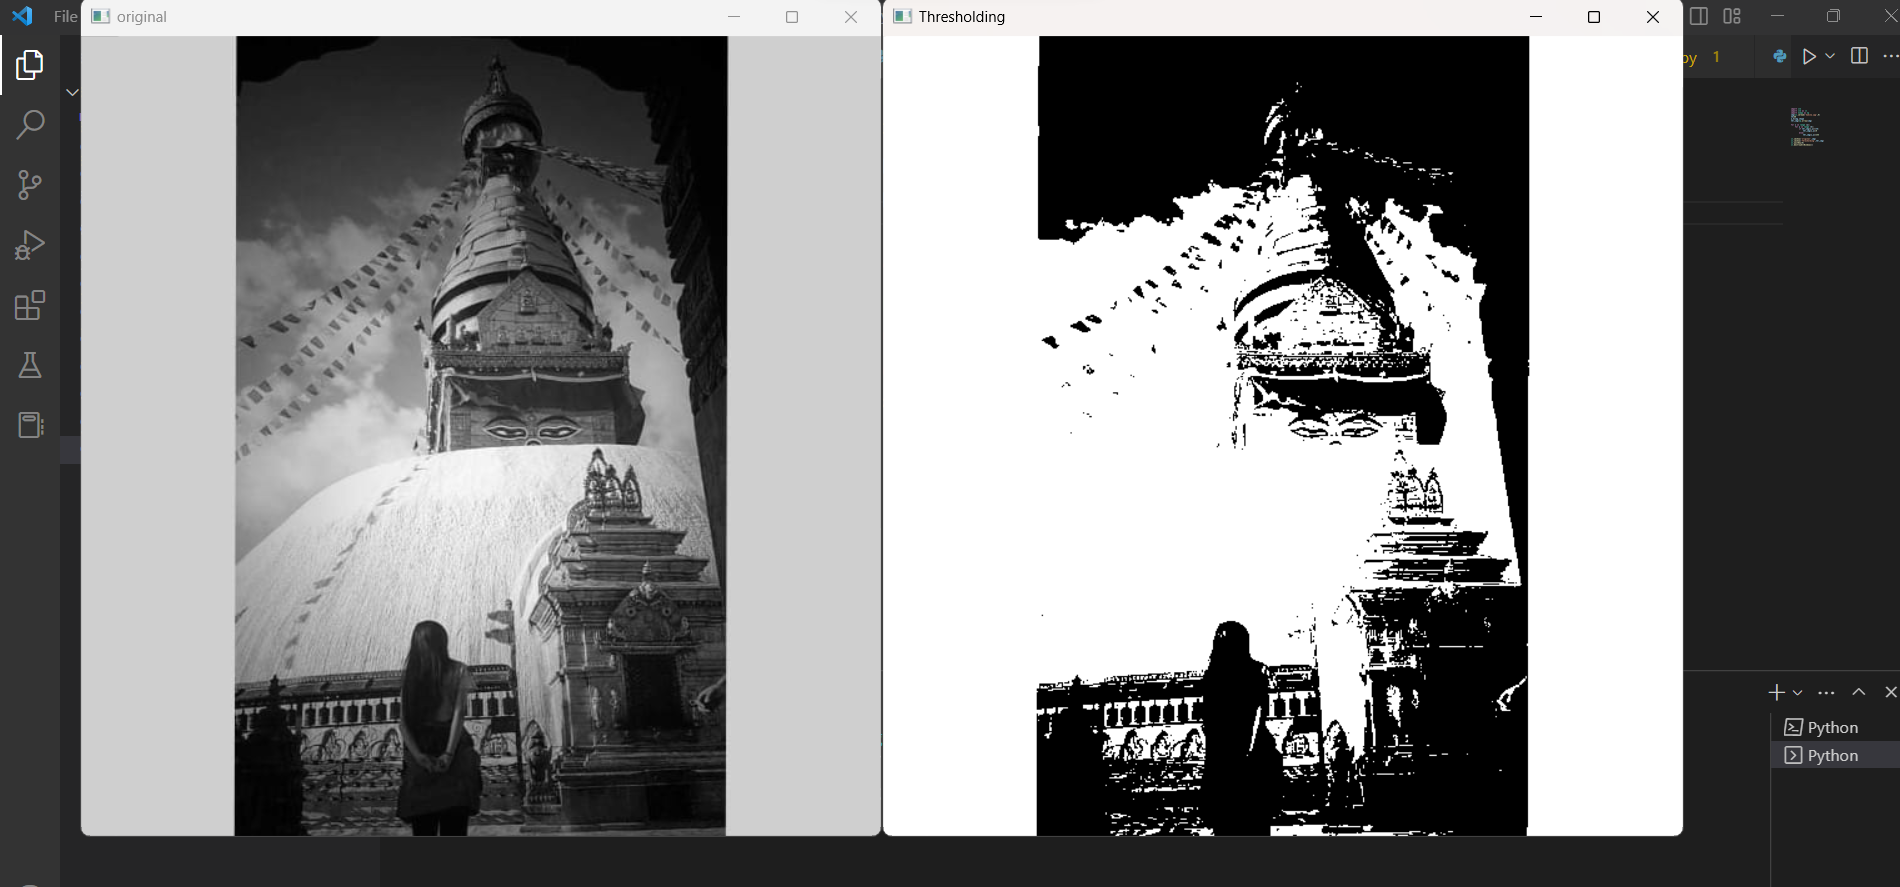 File
original
Thresholding
py 1
Python
Python